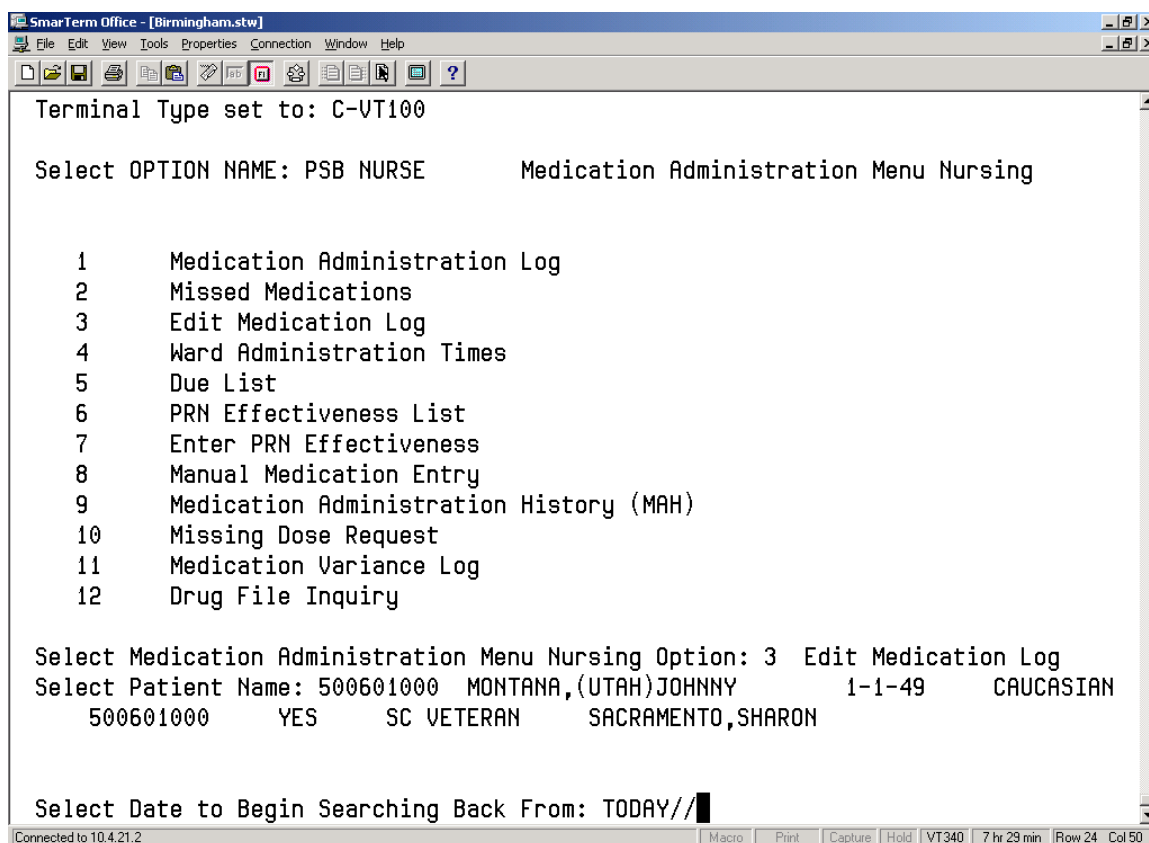 SmarTerm Office - [Birmingham.stw]
File Edit View Tools Properties Connection Window Help
Terminal Type set to: C-VT100
Select OPTION NAME: PSB NURSE Medication Administration Menu Nursing
1 Medication Administration Log
2 Missed Medications
3 Edit Medication Log
4 Ward Administration Times
5 Due List
6 PRN Effectiveness List
7 Enter PRN Effectiveness
8 Manual Medication Entry
9 Medication Administration History (MAH)
10 Missing Dose Request
11 Medication Variance Log
12 Drug File Inquiry
Select Medication Administration Menu Nursing Option: 3 Edit Medication Log
Select Patient Name: 500601000 MONTANA,(UTAH)JOHNNY 1-1-49 CAUCASIAN
500601000 YES SC VETERAN SACRAMENTO,SHARON
Select Date to Begin Searching Back From: TODAY//
Connected to 10.4.21.2 Macro Print Capture Hold VT340 7 hr 29 min Row 24 Col 50